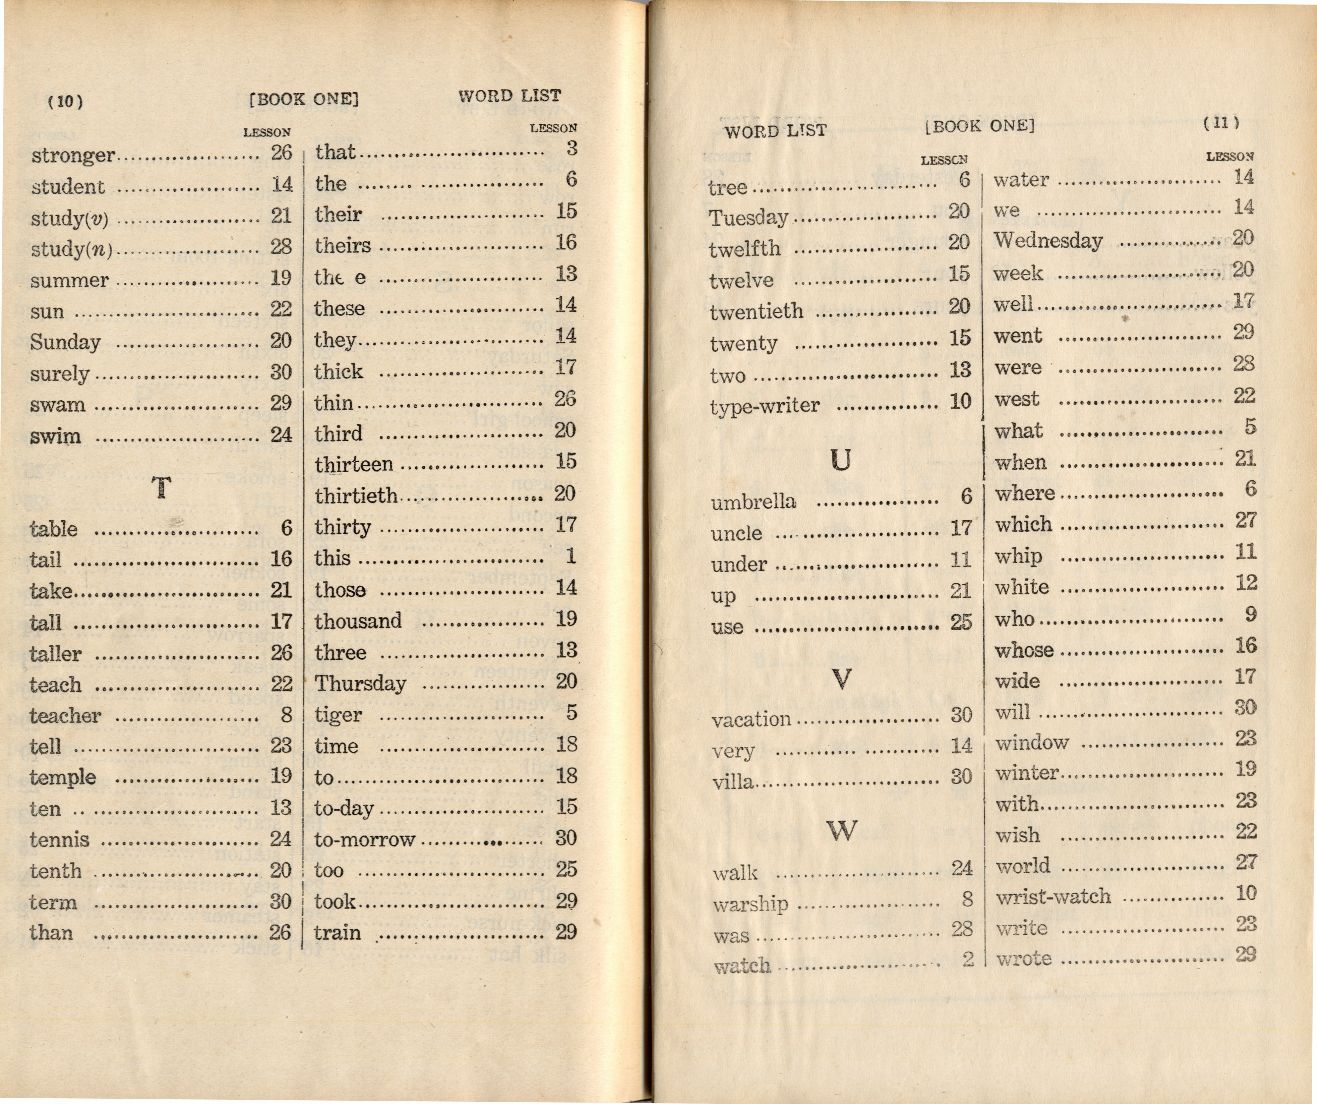 (10) [BOOK ONE] WORD LIST
LESSON
stronger 26
student 14
study(v) 21
study(n) 28
summer 19
sun 22
Sunday 20
surely 30
swam 29
swim 24
T
table 6
tail 16
take 21
tall 17
taller 26
teach 22
teacher 8
tell 23
temple 19
ten 13
tennis 24
tenth 20
term 30
than 26
LESSON
that 3
the 6
their 15
theirs 16
the e 13
these 14
they 14
thick 17
thin 26
third 20
thirteen 15
thirtieth 20
thirty 17
this 1
those 14
thousand 19
three 13
Thursday 20
tiger 5
time 18
to 18
to-day 15
to-morrow 30
too 25
took 29
train 29
WORD LIST [BOOK ONE] (11)
LESSON
tree 6
Tuesday 20
twelfth 20
twelve 15
twentieth 20
twenty 15
two 13
type-writer 10
U
umbrella 6
uncle 17
under 11
up 21
use 25
V
vacation 30
very 14
villa 30
W
walk 24
warship 8
was 28
watch 2
LESSON
water 14
we 14
Wednesday 20
week 20
well 17
went 29
were 28
west 22
what 5
when 21
where 6
which 27
whip 11
white 12
who 9
whose 16
wide 17
will 30
window 23
winter 19
with 23
wish 22
world 27
wrist-watch 10
write 23
wrote 29